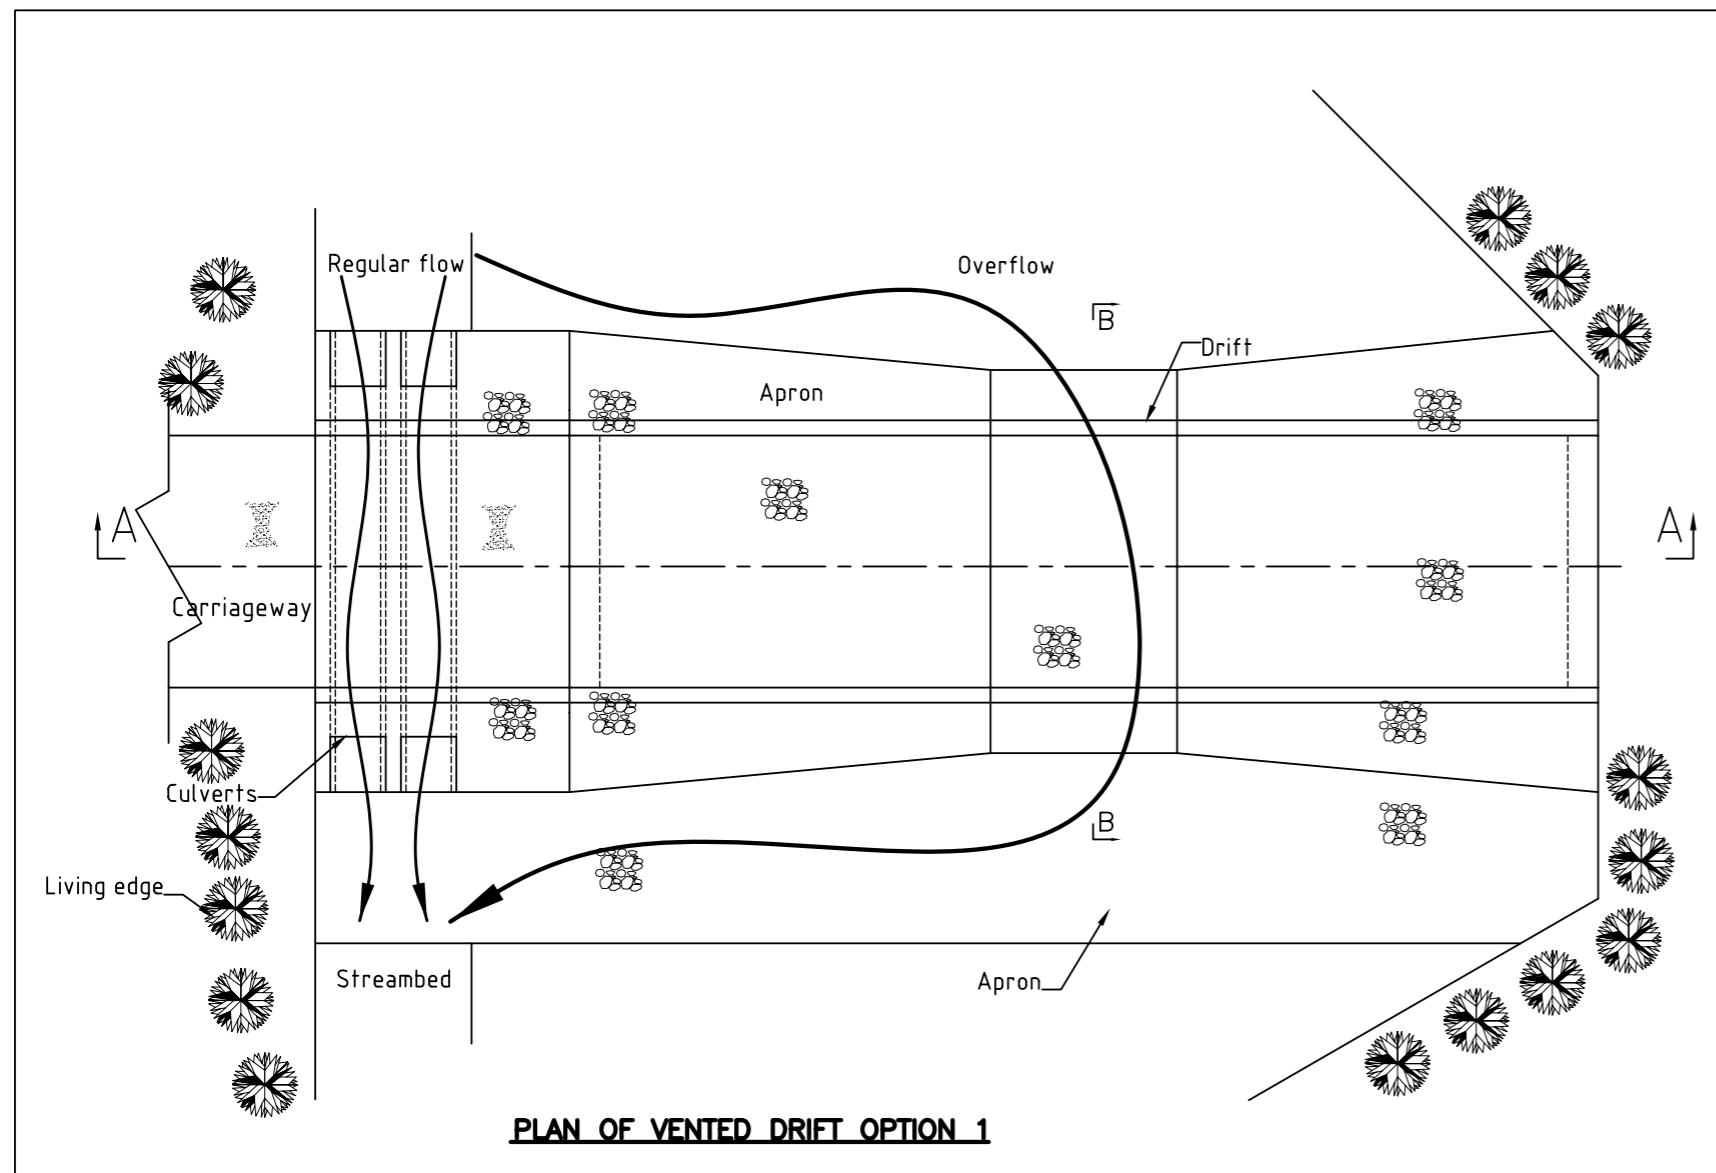 Regular flow
Overflow
B
Drift
Apron
A
A
Carriageway
Culverts
B
Living edge
Streambed
Apron
PLAN OF VENTED DRIFT OPTION 1